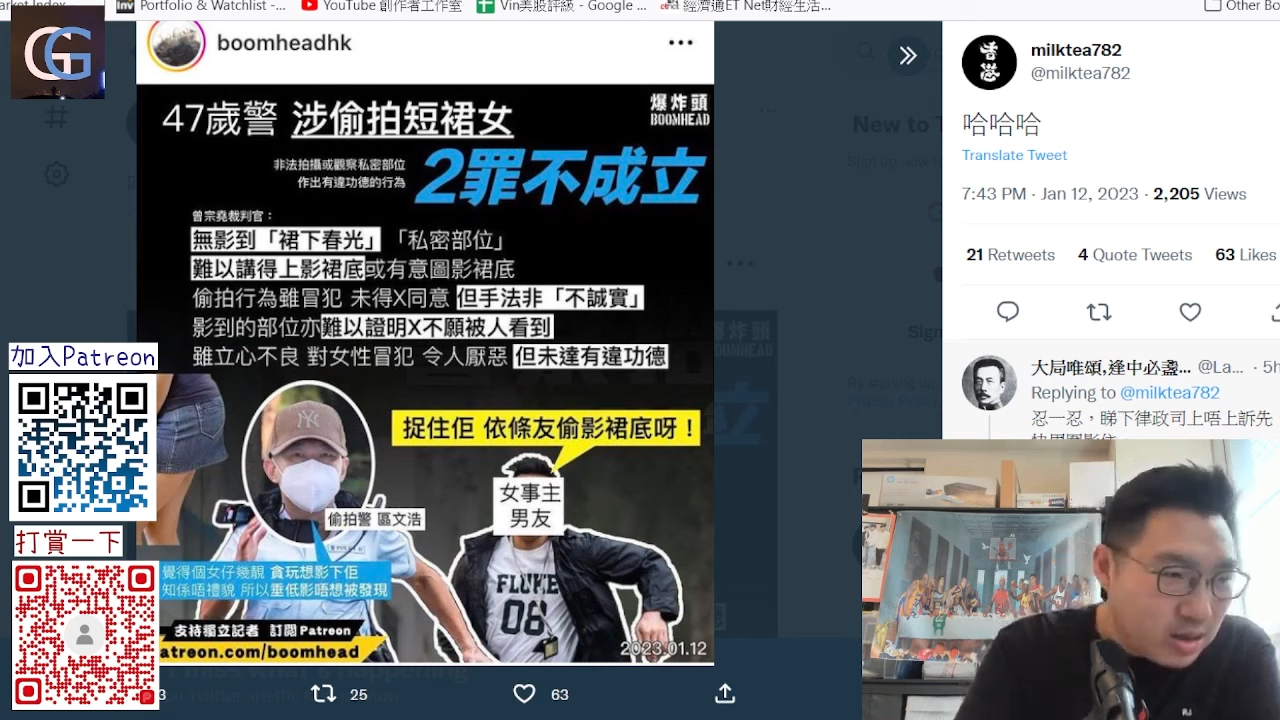 Portfolio & Watchlist -...
YouTube 創作者工作室
Vin美股評級 - Google ...
經濟通ET Net財經生活...
Other Bo
GG
boomheadhk
47歲警 涉偷拍短裙女
爆炸頭
BOOMHEAD
非法拍攝或觀察私密部位
作出有違功德的行為
2罪不成立
曾宗堯裁判官：
無影到「裙下春光」「私密部位」
難以講得上影裙底或有意圖影裙底
偷拍行為雖冒犯 未得X同意 但手法非「不誠實」
影到的部位亦難以證明X不願被人看到
雖立心不良 對女性冒犯 令人厭惡 但未達有違功德
捉住佢 依條友偷影裙底呀！
女事主
男友
偷拍警 區文浩
覺得個女仔幾靚 貪玩想影下佢
知係唔禮貌 所以重低影唔想被發現
FLUKE
08
支持獨立記者 訂閱Patreon
atreon.com/boomhead
2023.01.12
3
25
63
加入Patreon
打賞一下
New to T
milktea782
@milktea782
哈哈哈
Translate Tweet
7:43 PM · Jan 12, 2023 · 2,205 Views
21 Retweets 4 Quote Tweets 63 Likes
大局唯頌,逢中必盞... @La... · 5h
Replying to @milktea782
忍一忍，睇下律政司上唔上訴先